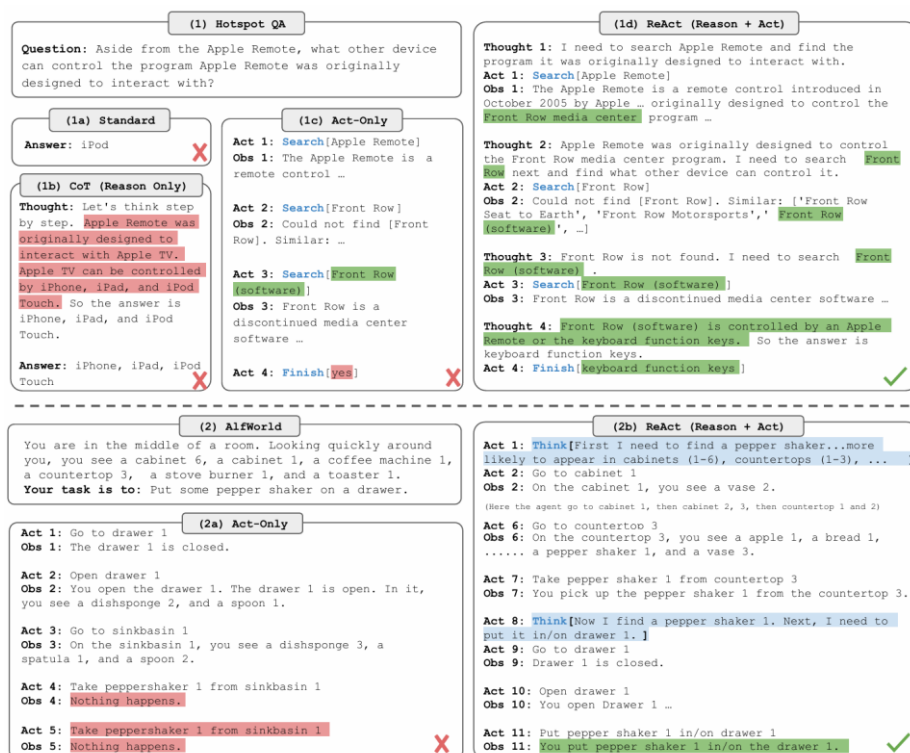 (1) Hotspot QA
Question: Aside from the Apple Remote, what other device
can control the program Apple Remote was originally
designed to interact with?
(1a) Standard
Answer: iPod
(1b) CoT (Reason Only)
Thought: Let's think step
by step. Apple Remote was
originally designed to
interact with Apple TV.
Apple TV can be controlled
by iPhone, iPad, and iPod
Touch. So the answer is
iPhone, iPad, and iPod
Touch.
Answer: iPhone, iPad, iPod
Touch
(1c) Act-Only
Act 1: Search[Apple Remote]
Obs 1: The Apple Remote is a
remote control …
Act 2: Search[Front Row]
Obs 2: Could not find [Front
Row]. Similar: …
Act 3: Search[Front Row
(software)]
Obs 3: Front Row is a
discontinued media center
software …
Act 4: Finish[yes]
(1d) ReAct (Reason + Act)
Thought 1: I need to search Apple Remote and find the
program it was originally designed to interact with.
Act 1: Search[Apple Remote]
Obs 1: The Apple Remote is a remote control introduced in
October 2005 by Apple … originally designed to control the
Front Row media center program …
Thought 2: Apple Remote was originally designed to control
the Front Row media center program. I need to search Front
Row next and find what other device can control it.
Act 2: Search[Front Row]
Obs 2: Could not find [Front Row]. Similar: ['Front Row
Seat to Earth', 'Front Row Motorsports',' Front Row
(software)', …]
Thought 3: Front Row is not found. I need to search Front
Row (software) .
Act 3: Search[Front Row (software)]
Obs 3: Front Row is a discontinued media center software …
Thought 4: Front Row (software) is controlled by an Apple
Remote or the keyboard function keys. So the answer is
keyboard function keys.
Act 4: Finish[keyboard function keys]
(2) AlfWorld
You are in the middle of a room. Looking quickly around
you, you see a cabinet 6, a cabinet 1, a coffee machine 1,
a countertop 3, a stove burner 1, and a toaster 1.
Your task is to: Put some pepper shaker on a drawer.
(2a) Act-Only
Act 1: Go to drawer 1
Obs 1: The drawer 1 is closed.
Act 2: Open drawer 1
Obs 2: You open the drawer 1. The drawer 1 is open. In it,
you see a dishsponge 2, and a spoon 1.
Act 3: Go to sinkbasin 1
Obs 3: On the sinkbasin 1, you see a dishsponge 3, a
spatula 1, and a spoon 2.
Act 4: Take peppershaker 1 from sinkbasin 1
Obs 4: Nothing happens.
Act 5: Take peppershaker 1 from sinkbasin 1
Obs 5: Nothing happens.
(2b) ReAct (Reason + Act)
Act 1: Think[First I need to find a pepper shaker...more
likely to appear in cabinets (1-6), countertops (1-3), ...
Act 2: Go to cabinet 1
Obs 2: On the cabinet 1, you see a vase 2.
(Here the agent go to cabinet 1, then cabinet 2, 3, then countertop 1 and 2)
Act 6: Go to countertop 3
Obs 6: On the countertop 3, you see a apple 1, a bread 1,
...... a pepper shaker 1, and a vase 3.
Act 7: Take pepper shaker 1 from countertop 3
Obs 7: You pick up the pepper shaker 1 from the countertop 3.
Act 8: Think[Now I find a pepper shaker 1. Next, I need to
put it in/on drawer 1. ]
Act 9: Go to drawer 1
Obs 9: Drawer 1 is closed.
Act 10: Open drawer 1
Obs 10: You open Drawer 1 …
Act 11: Put pepper shaker 1 in/on drawer 1
Obs 11: You put pepper shaker 1 in/on the drawer 1.